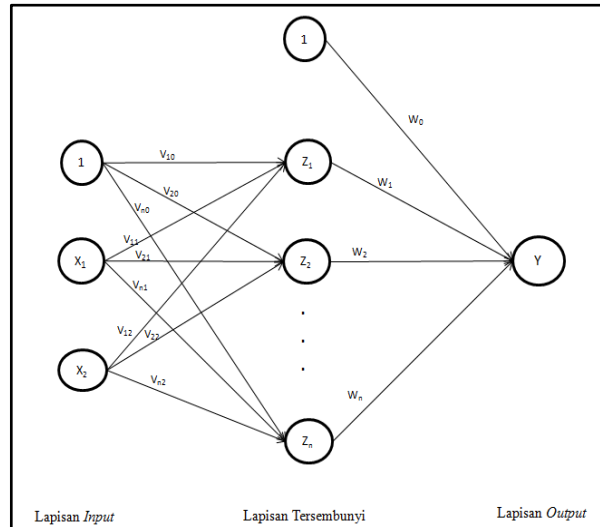 1
W₀
1
V₁₀
Z₁
V₂₀
W₁
Vₙ₀
V₁₁
X₁
V₂₁
Z₂
W₂
Y
Vₙ₁
V₁₂
V₂₂
X₂
Vₙ₂
Wₙ
Zₙ
Lapisan Input
Lapisan Tersembunyi
Lapisan Output